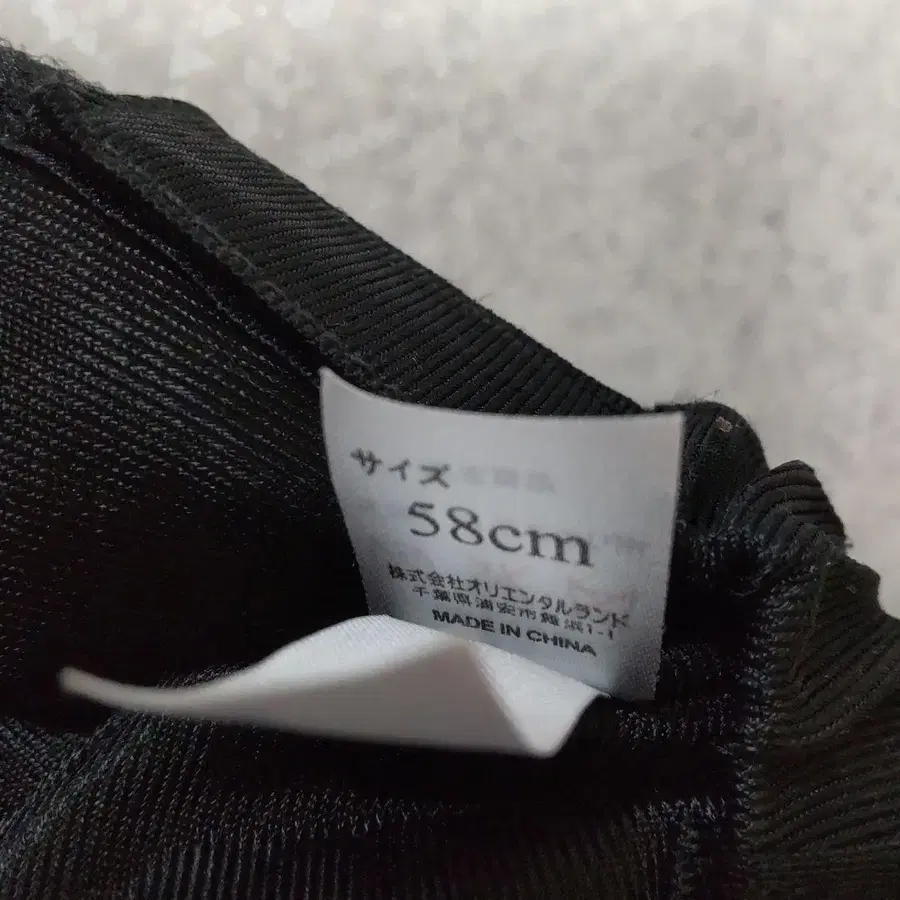 サイズ
58cm
株式会社オリエンタルランド
千葉県浦安市舞浜1-1
MADE IN CHINA